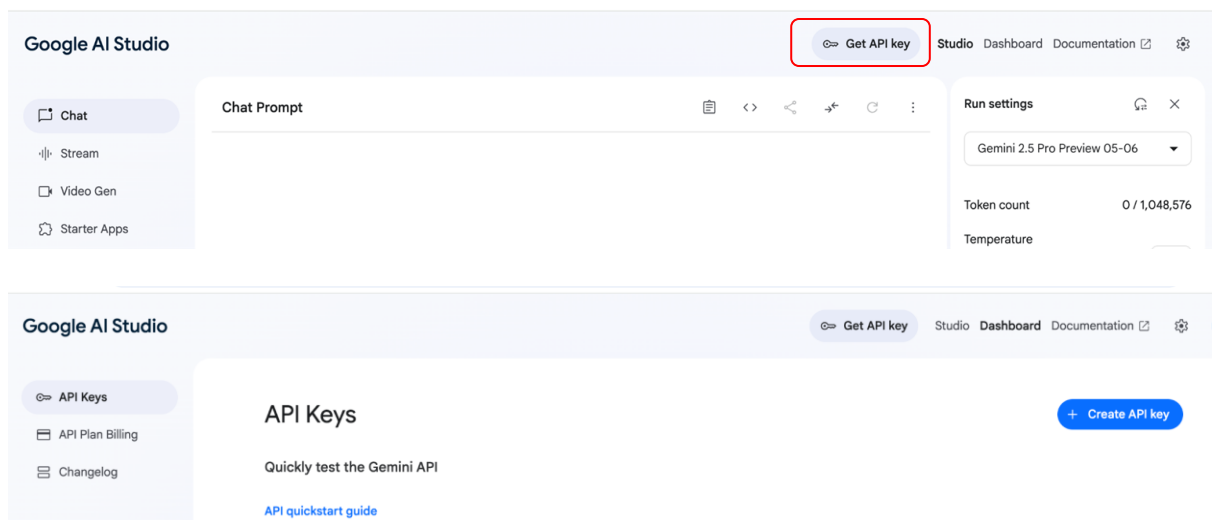 Google AI Studio
Get API key Studio Dashboard Documentation
Chat
Stream
Video Gen
Starter Apps
Chat Prompt
Run settings
Gemini 2.5 Pro Preview 05-06
Token count 0 / 1,048,576
Temperature
Google AI Studio
Get API key Studio Dashboard Documentation
API Keys
API Plan Billing
Changelog
API Keys
Create API key
Quickly test the Gemini API
API quickstart guide